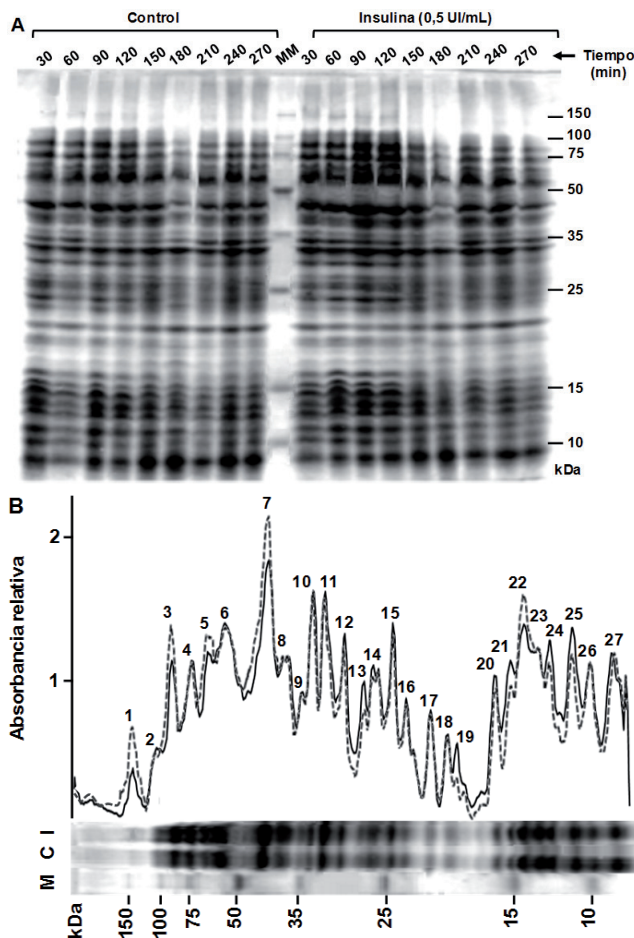 Control Insulina (0,5 UI/mL)
A 30 60 90 120 150 180 210 240 270 MM 30 60 90 120 150 180 210 240 270 Tiempo
(min)
150
100
75
50
35
25
15
10
kDa
B
Absorbancia relativa
2
1
1 2 3 4 5 6 7 8 9 10 11 12 13 14 15 16 17 18 19 20 21 22 23 24 25 26 27
I
C
M
kDa 150 100 75 50 35 25 15 10